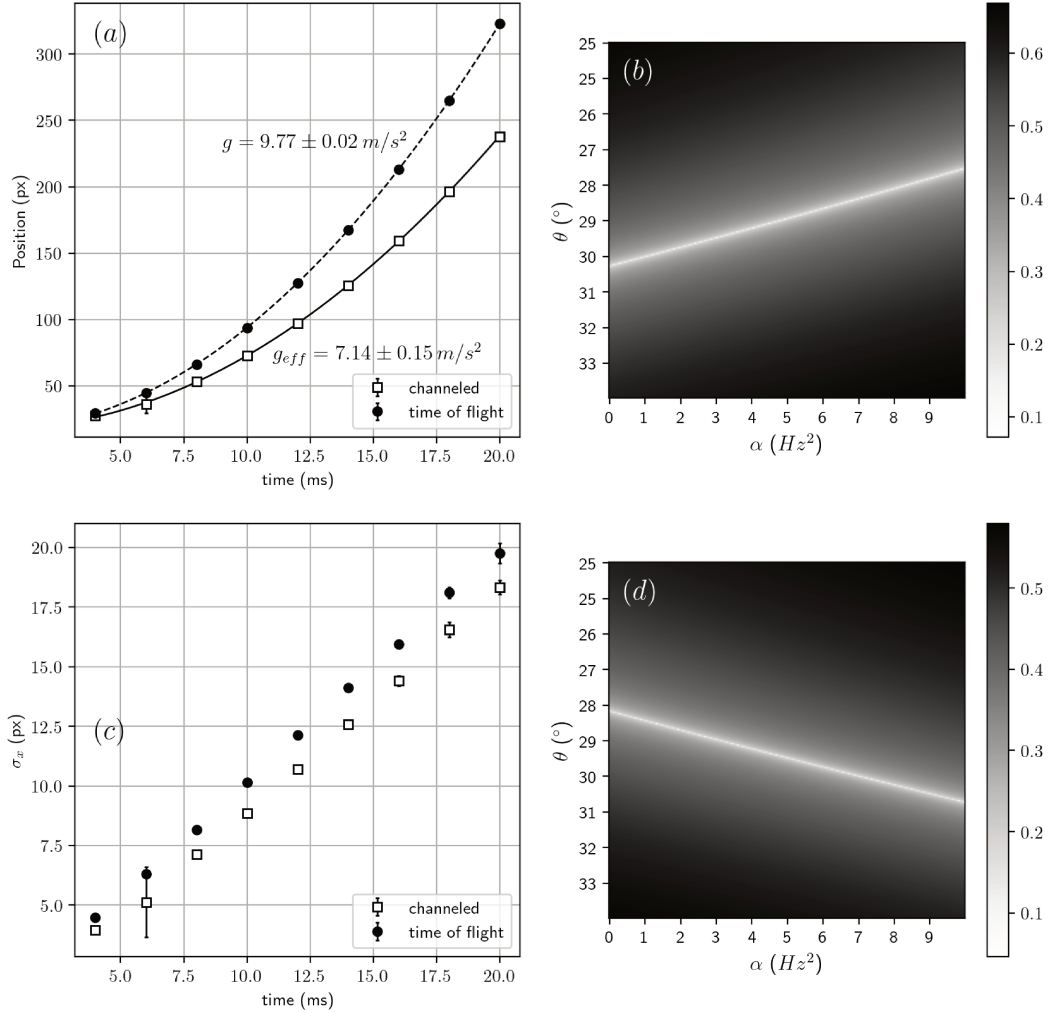 (a)
300
250
200
150
100
50
Position (px)
g = 9.77 ± 0.02 m/s²
g_eff = 7.14 ± 0.15 m/s²
channeled
time of flight
5.0 7.5 10.0 12.5 15.0 17.5 20.0
time (ms)
(b)
25
26
27
28
29
30
31
32
33
θ (°)
0 1 2 3 4 5 6 7 8 9
α (Hz²)
0.6
0.5
0.4
0.3
0.2
0.1
(c)
20.0
17.5
15.0
12.5
10.0
7.5
5.0
σₓ (px)
channeled
time of flight
5.0 7.5 10.0 12.5 15.0 17.5 20.0
time (ms)
(d)
25
26
27
28
29
30
31
32
33
θ (°)
0 1 2 3 4 5 6 7 8 9
α (Hz²)
0.5
0.4
0.3
0.2
0.1